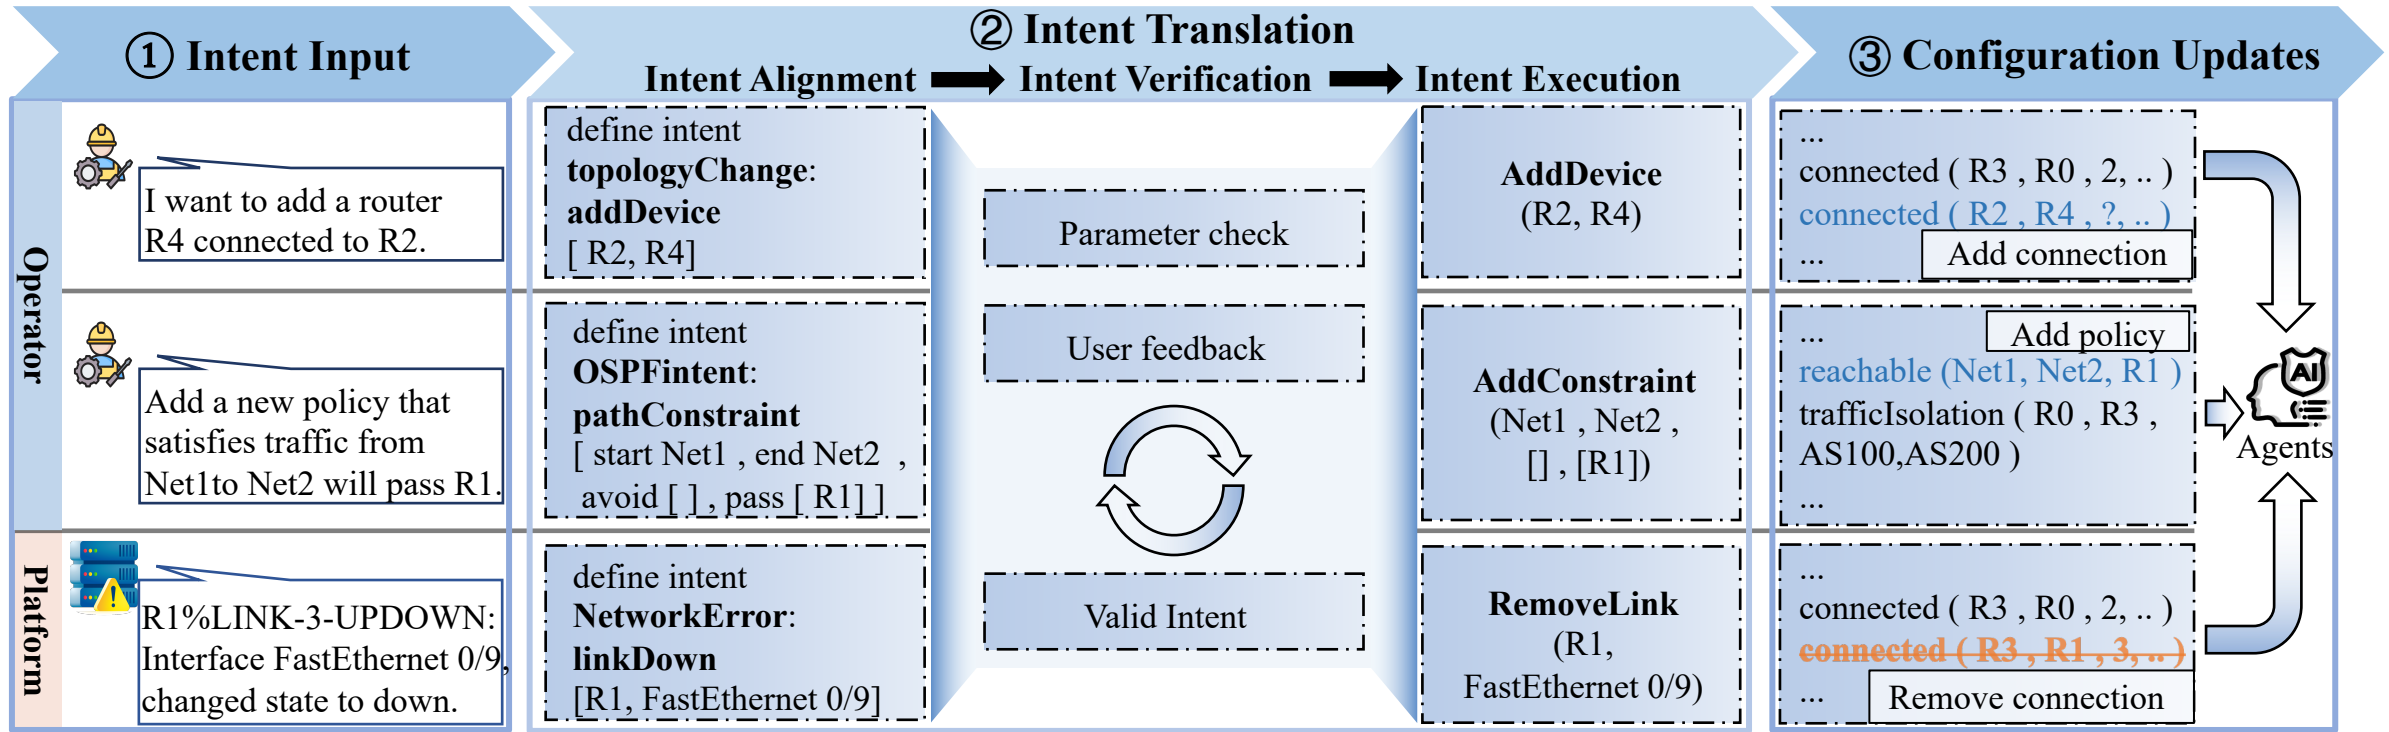 ① Intent Input
② Intent Translation
Intent Alignment
Intent Verification
Intent Execution
③ Configuration Updates
Operator
I want to add a router
R4 connected to R2.
define intent
topologyChange:
addDevice
[ R2, R4]
AddDevice
(R2, R4)
...
connected ( R3 , R0 , 2, .. )
connected ( R2 , R4 , ?, .. )
...
Add connection
Add a new policy that
satisfies traffic from
Net1to Net2 will pass R1.
define intent
OSPFintent:
pathConstraint
[ start Net1 , end Net2 ,
avoid [ ] , pass [ R1] ]
Parameter check
User feedback
Valid Intent
AddConstraint
(Net1 , Net2 ,
[] , [R1])
...
Add policy
reachable (Net1, Net2, R1 )
trafficIsolation ( R0 , R3 ,
AS100,AS200 )
...
AI
Agents
Platform
R1%LINK-3-UPDOWN:
Interface FastEthernet 0/9,
changed state to down.
define intent
NetworkError:
linkDown
[R1, FastEthernet 0/9]
RemoveLink
(R1,
FastEthernet 0/9)
...
connected ( R3 , R0 , 2, .. )
connected ( R3 , R1 , 3, .. )
...
Remove connection